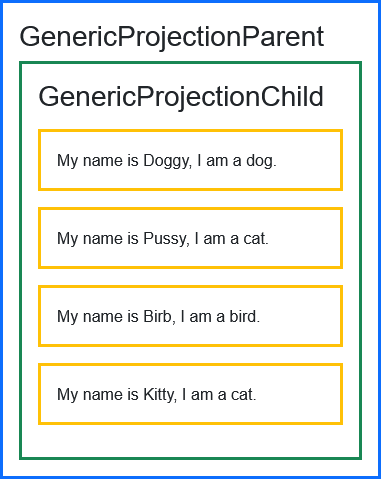 GenericProjectionParent
GenericProjectionChild
My name is Doggy, I am a dog.
My name is Pussy, I am a cat.
My name is Birb, I am a bird.
My name is Kitty, I am a cat.